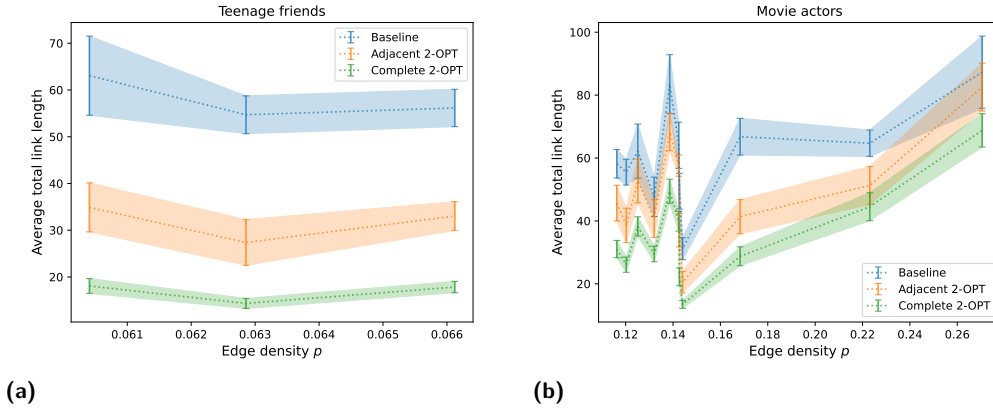 Teenage friends
Average total link length
70
60
50
40
30
20
0.061 0.062 0.063 0.064 0.065 0.066
Edge density p
Baseline
Adjacent 2-OPT
Complete 2-OPT
(a)
Movie actors
Average total link length
100
80
60
40
20
0.12 0.14 0.16 0.18 0.20 0.22 0.24 0.26
Edge density p
Baseline
Adjacent 2-OPT
Complete 2-OPT
(b)